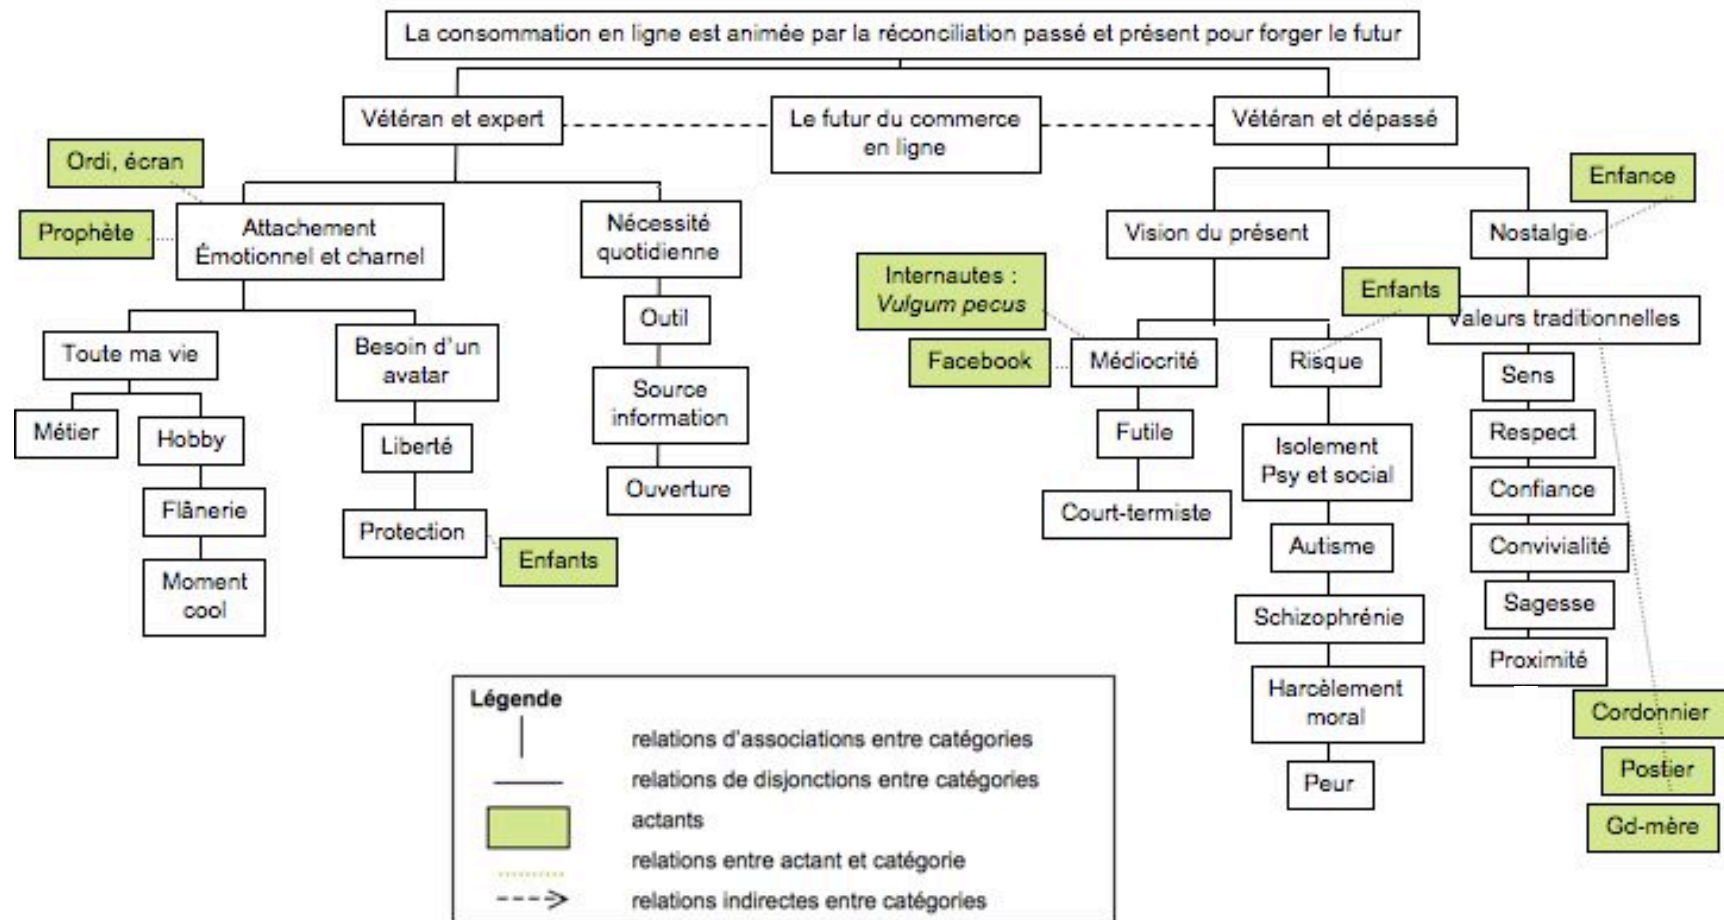 La consommation en ligne est animée par la réconciliation passé et présent pour forger le futur
Vétéran et expert
Le futur du commerce
en ligne
Vétéran et dépassé
Ordi, écran
Prophète
Attachement
Émotionnel et charnel
Nécessité
quotidienne
Vision du présent
Nostalgie
Enfance
Internautes :
Vulgum pecus
Enfants
Facebook
Toute ma vie
Besoin d'un
avatar
Outil
Médiocrité
Risque
Valeurs traditionnelles
Métier
Hobby
Liberté
Source
information
Futile
Isolement
Psy et social
Sens
Respect
Flânerie
Protection
Ouverture
Court-termiste
Autisme
Confiance
Convivialité
Enfants
Moment
cool
Schizophrénie
Sagesse
Proximité
Harcèlement
moral
Peur
Cordonnier
Postier
Gd-mère
Légende
relations d'associations entre catégories
relations de disjonctions entre catégories
actants
relations entre actant et catégorie
relations indirectes entre catégories